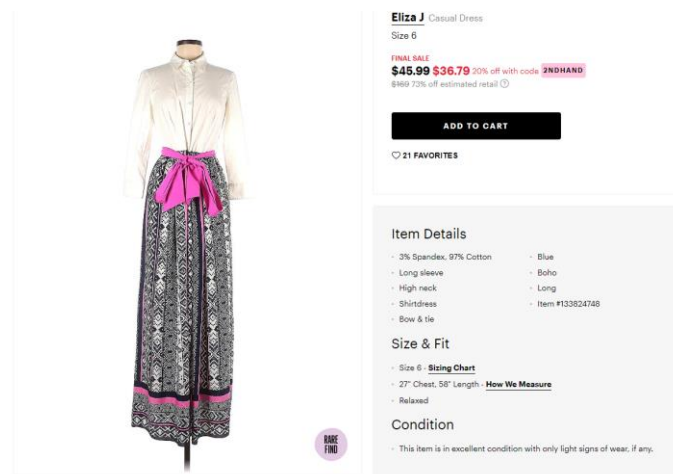 Eliza J Casual Dress
Size 6
FINAL SALE
$45.99 $36.79 20% off with code 2NDHAND
$169 73% off estimated retail ?
ADD TO CART
21 FAVORITES
Item Details
· 3% Spandex, 97% Cotton
· Long sleeve
· High neck
· Shirtdress
· Bow & tie
· Blue
· Boho
· Long
· Item #133824748
Size & Fit
· Size 6 - Sizing Chart
· 27" Chest, 58" Length - How We Measure
· Relaxed
Condition
· This item is in excellent condition with only light signs of wear, if any.
RARE
FIND